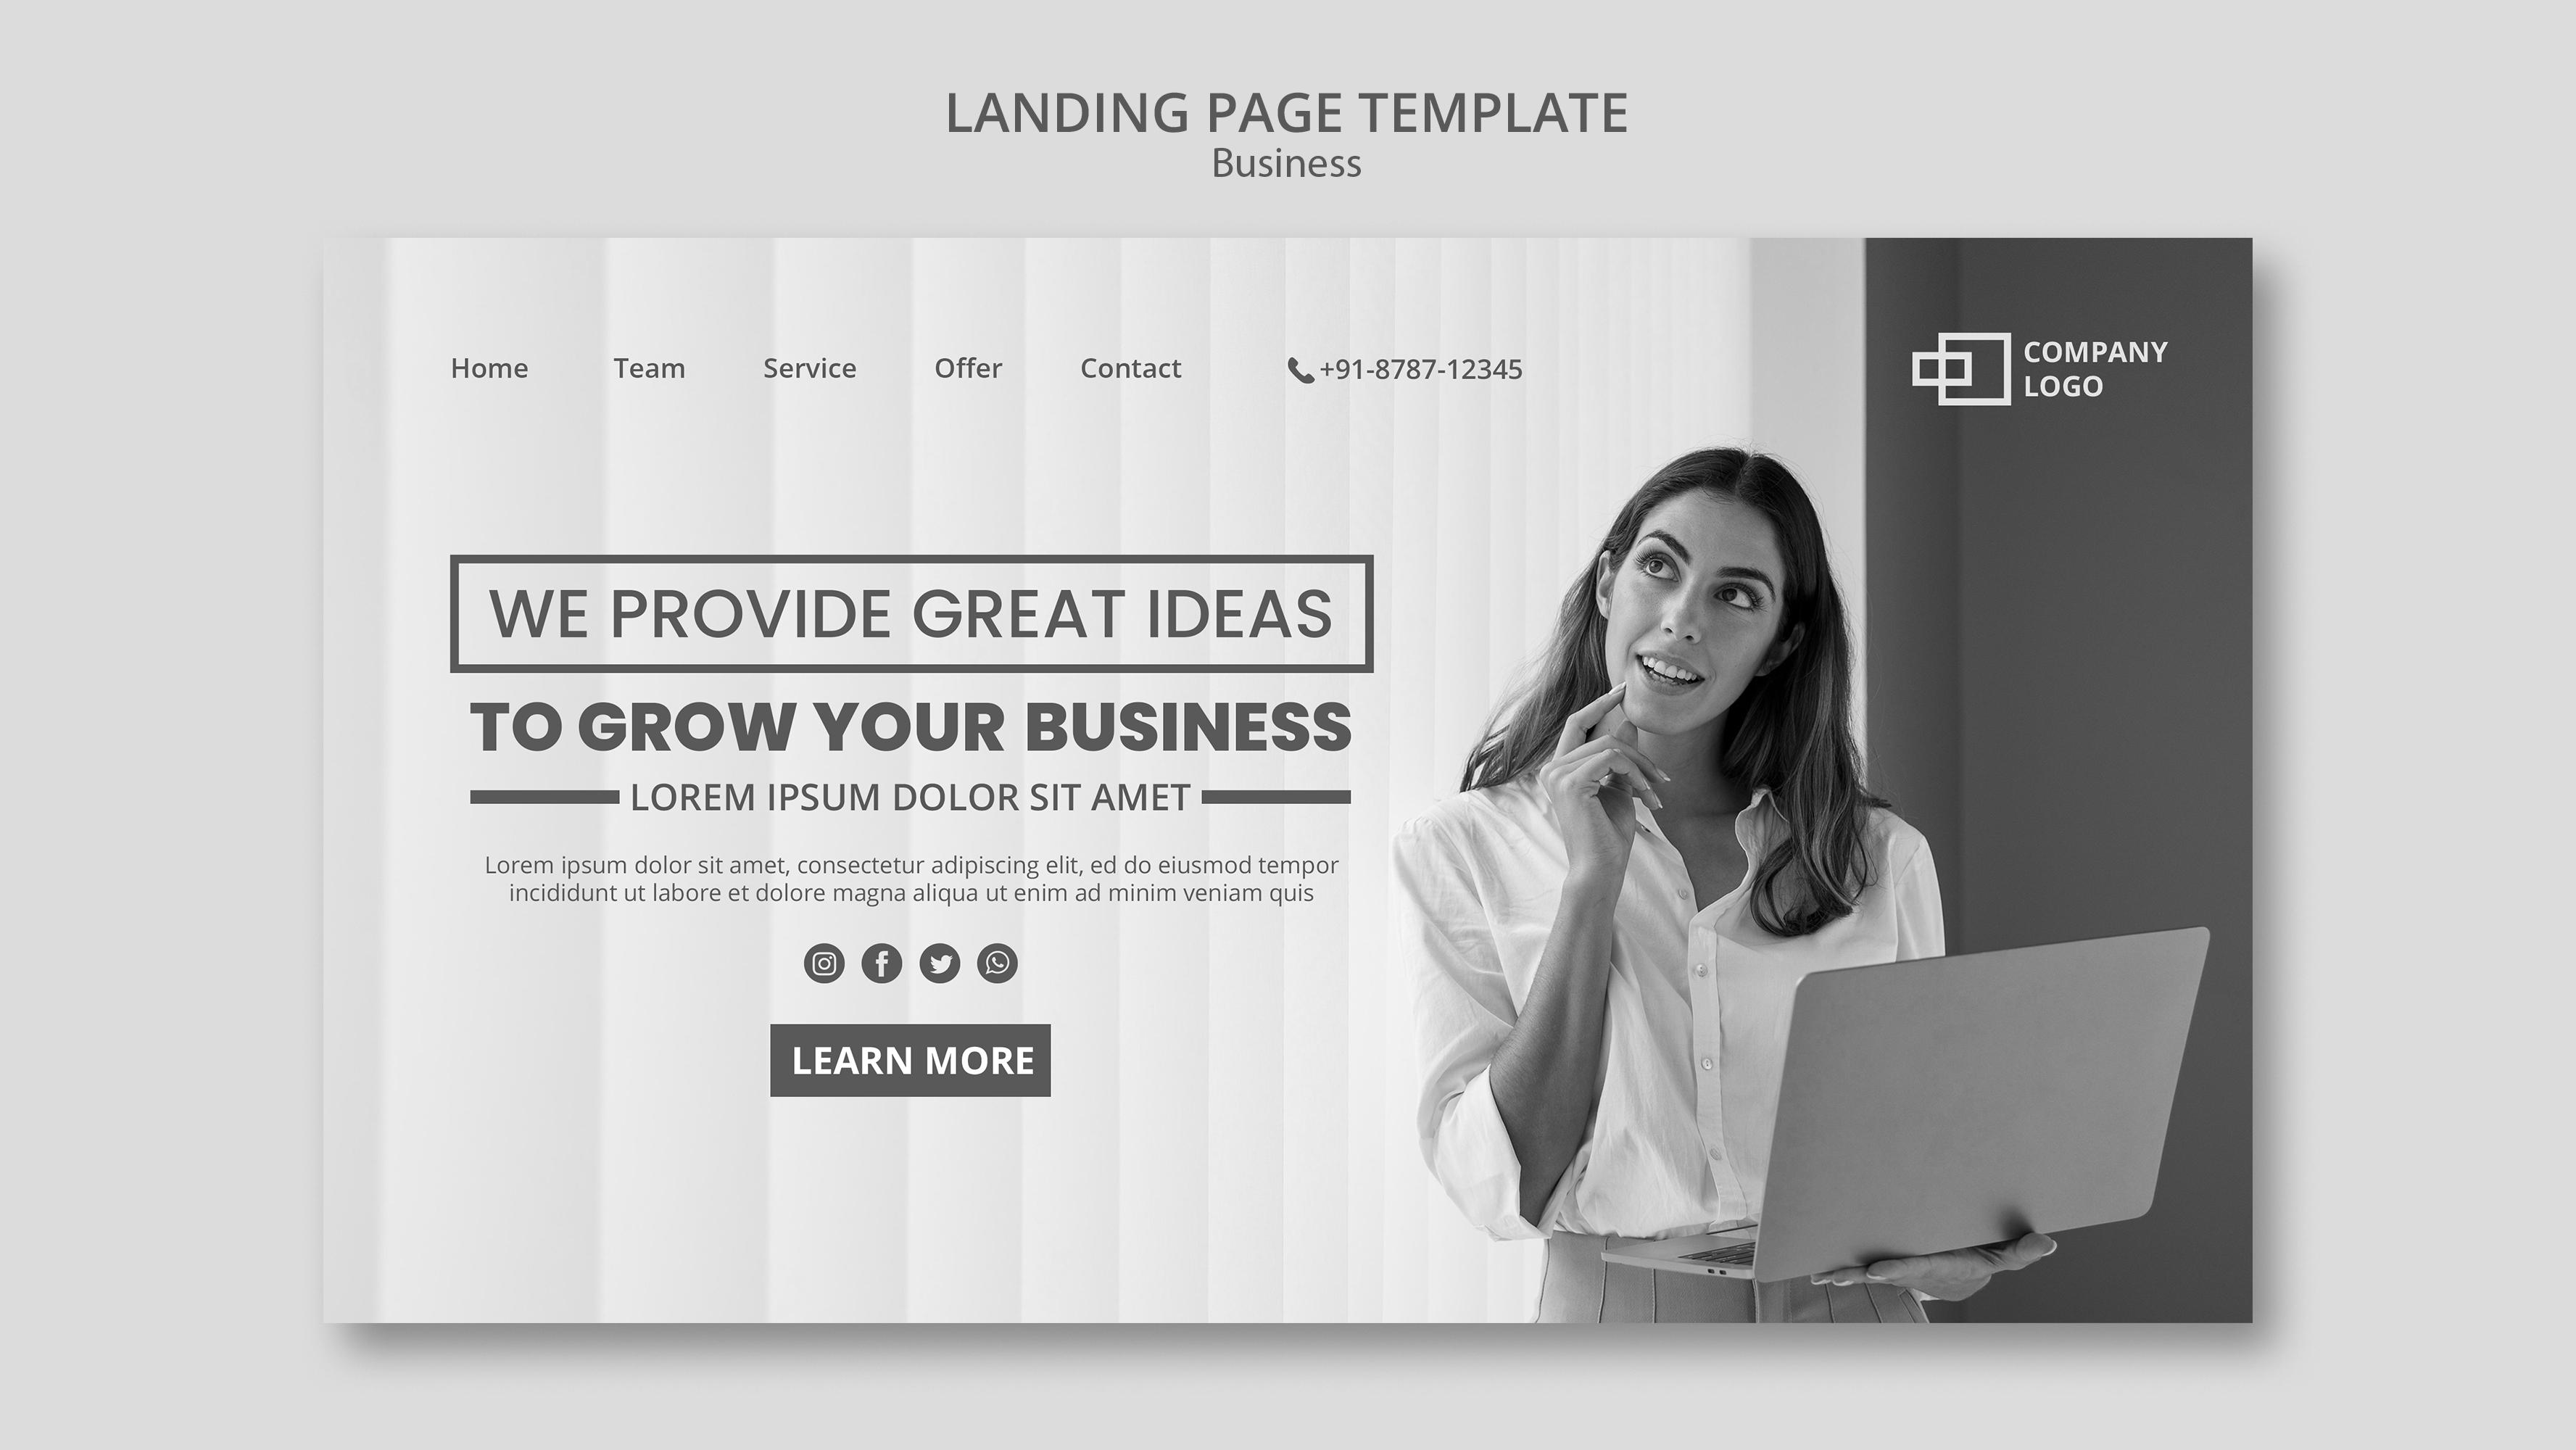 LANDING PAGE TEMPLATE
Business
Home Team Service Offer Contact +91-8787-12345
COMPANY
LOGO
WE PROVIDE GREAT IDEAS
TO GROW YOUR BUSINESS
LOREM IPSUM DOLOR SIT AMET
Lorem ipsum dolor sit amet, consectetur adipiscing elit, ed do eiusmod tempor
incididunt ut labore et dolore magna aliqua ut enim ad minim veniam quis
LEARN MORE